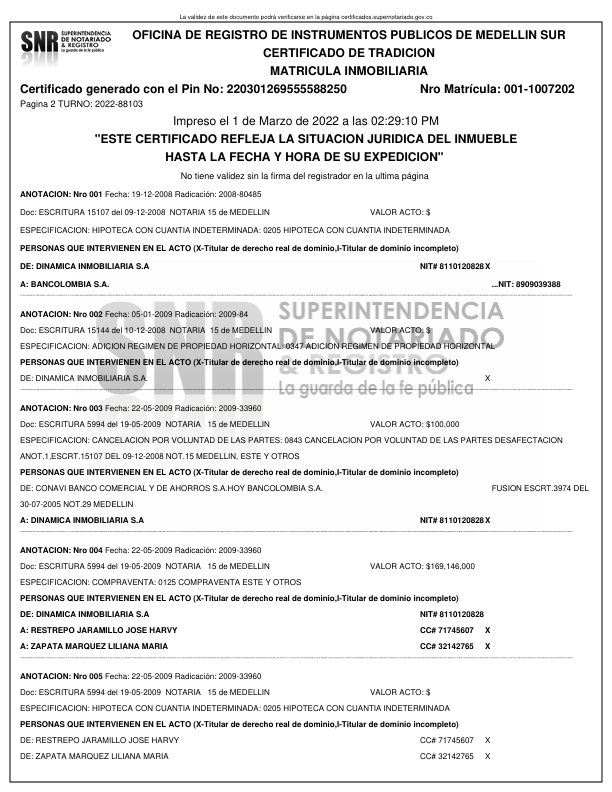 La validez de este documento podrá verificarse en la página certificados.supernotariado.gov.co
SNR SUPERINTENDENCIA DE NOTARIADO & REGISTRO La guarda de la fe pública
OFICINA DE REGISTRO DE INSTRUMENTOS PUBLICOS DE MEDELLIN SUR
CERTIFICADO DE TRADICION
MATRICULA INMOBILIARIA
Certificado generado con el Pin No: 220301269555588250 Nro Matrícula: 001-1007202
Pagina 2 TURNO: 2022-88103
Impreso el 1 de Marzo de 2022 a las 02:29:10 PM
"ESTE CERTIFICADO REFLEJA LA SITUACION JURIDICA DEL INMUEBLE
HASTA LA FECHA Y HORA DE SU EXPEDICION"
No tiene validez sin la firma del registrador en la ultima página
ANOTACION: Nro 001 Fecha: 19-12-2008 Radicación: 2008-80485
Doc: ESCRITURA 15107 del 09-12-2008 NOTARIA 15 de MEDELLIN VALOR ACTO: $
ESPECIFICACION: HIPOTECA CON CUANTIA INDETERMINADA: 0205 HIPOTECA CON CUANTIA INDETERMINADA
PERSONAS QUE INTERVIENEN EN EL ACTO (X-Titular de derecho real de dominio,I-Titular de dominio incompleto)
DE: DINAMICA INMOBILIARIA S.A NIT# 8110120828 X
A: BANCOLOMBIA S.A. ...NIT: 8909039388
ANOTACION: Nro 002 Fecha: 05-01-2009 Radicación: 2009-84
Doc: ESCRITURA 15144 del 10-12-2008 NOTARIA 15 de MEDELLIN VALOR ACTO: $
ESPECIFICACION: ADICION REGIMEN DE PROPIEDAD HORIZONTAL: 0347 ADICION REGIMEN DE PROPIEDAD HORIZONTAL
PERSONAS QUE INTERVIENEN EN EL ACTO (X-Titular de derecho real de dominio,I-Titular de dominio incompleto)
DE: DINAMICA INMOBILIARIA S.A. X
SNR SUPERINTENDENCIA DE NOTARIADO & REGISTRO La guarda de la fe pública
ANOTACION: Nro 003 Fecha: 22-05-2009 Radicación: 2009-33960
Doc: ESCRITURA 5994 del 19-05-2009 NOTARIA 15 de MEDELLIN VALOR ACTO: $100,000
ESPECIFICACION: CANCELACION POR VOLUNTAD DE LAS PARTES: 0843 CANCELACION POR VOLUNTAD DE LAS PARTES DESAFECTACION
ANOT.1,ESCRT.15107 DEL 09-12-2008 NOT.15 MEDELLIN, ESTE Y OTROS
PERSONAS QUE INTERVIENEN EN EL ACTO (X-Titular de derecho real de dominio,I-Titular de dominio incompleto)
DE: CONAVI BANCO COMERCIAL Y DE AHORROS S.A.HOY BANCOLOMBIA S.A. FUSION ESCRT.3974 DEL
30-07-2005 NOT.29 MEDELLIN
A: DINAMICA INMOBILIARIA S.A NIT# 8110120828 X
ANOTACION: Nro 004 Fecha: 22-05-2009 Radicación: 2009-33960
Doc: ESCRITURA 5994 del 19-05-2009 NOTARIA 15 de MEDELLIN VALOR ACTO: $169,146,000
ESPECIFICACION: COMPRAVENTA: 0125 COMPRAVENTA ESTE Y OTROS
PERSONAS QUE INTERVIENEN EN EL ACTO (X-Titular de derecho real de dominio,I-Titular de dominio incompleto)
DE: DINAMICA INMOBILIARIA S.A NIT# 8110120828
A: RESTREPO JARAMILLO JOSE HARVY CC# 71745607 X
A: ZAPATA MARQUEZ LILIANA MARIA CC# 32142765 X
ANOTACION: Nro 005 Fecha: 22-05-2009 Radicación: 2009-33960
Doc: ESCRITURA 5994 del 19-05-2009 NOTARIA 15 de MEDELLIN VALOR ACTO: $
ESPECIFICACION: HIPOTECA CON CUANTIA INDETERMINADA: 0205 HIPOTECA CON CUANTIA INDETERMINADA
PERSONAS QUE INTERVIENEN EN EL ACTO (X-Titular de derecho real de dominio,I-Titular de dominio incompleto)
DE: RESTREPO JARAMILLO JOSE HARVY CC# 71745607 X
DE: ZAPATA MARQUEZ LILIANA MARIA CC# 32142765 X